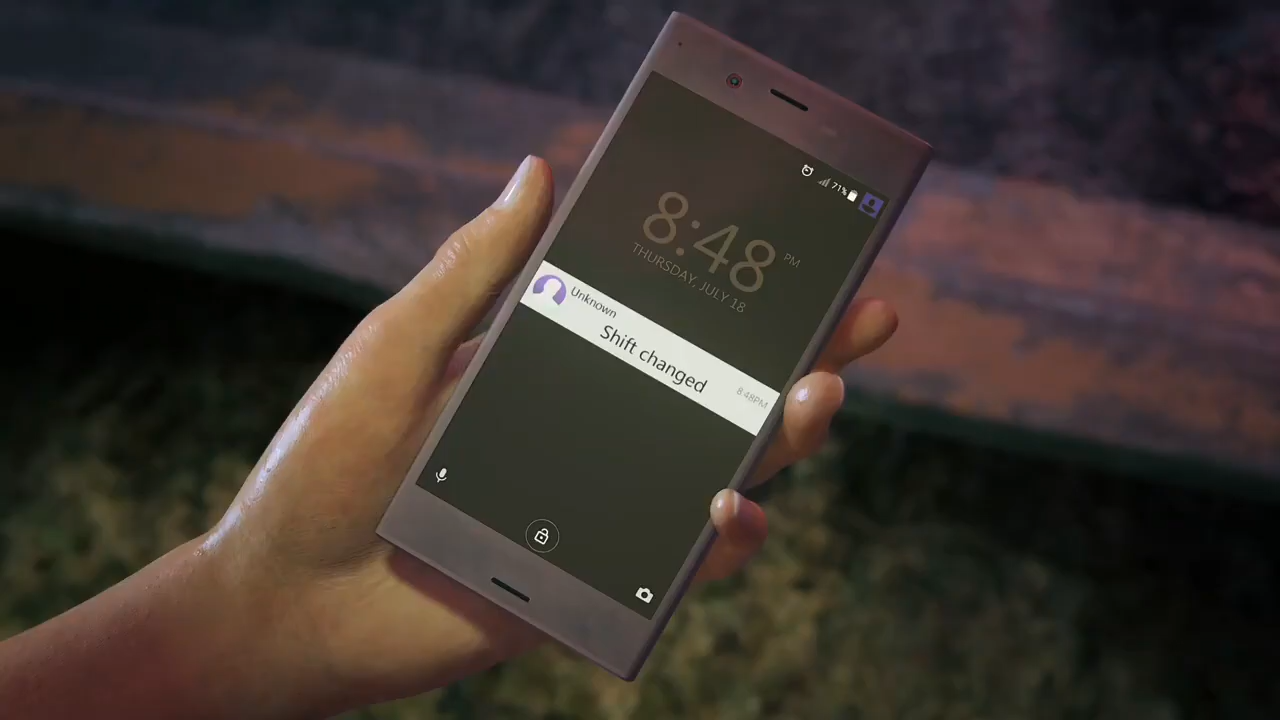 71%
8:48 PM
THURSDAY, JULY 18
Unknown
Shift changed
8:48PM